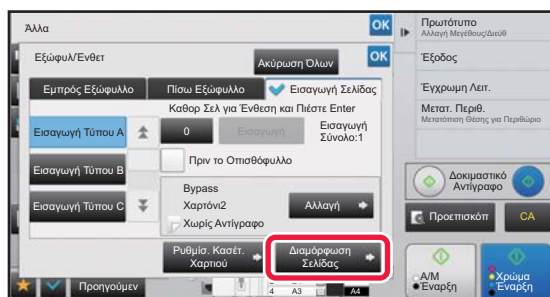 Άλλα
OK
Εξώφυλ/Ένθετ
Ακύρωση Όλων
OK
Εμπρός Εξώφυλλο
Πίσω Εξώφυλλο
Εισαγωγή Σελίδας
Καθορ Σελ για Ένθεση και Πιέστε Enter
Εισαγωγή Τύπου A
0
Εισαγωγή
Εισαγωγή
Σύνολο:1
Πριν το Οπισθόφυλλο
Εισαγωγή Τύπου B
Εισαγωγή Τύπου C
Bypass
Χαρτόνι2
Χωρίς Αντίγραφο
Αλλαγή
Ρυθμίσ. Κασέτ.
Χαρτιού
Διαμόρφωση
Σελίδας
Προηγούμεν
4
A3
A4
Πρωτότυπο
Αλλαγή Μεγέθους/Διεύθ
Έξοδος
Έγχρωμη Λειτ.
Μετατ. Περιθ.
Μετατόπιση Θέσης για Περιθώριο
Δοκιμαστικό
Αντίγραφο
Προεπισκόπ
CA
Α/Μ
Έναρξη
Χρώμα
Έναρξη